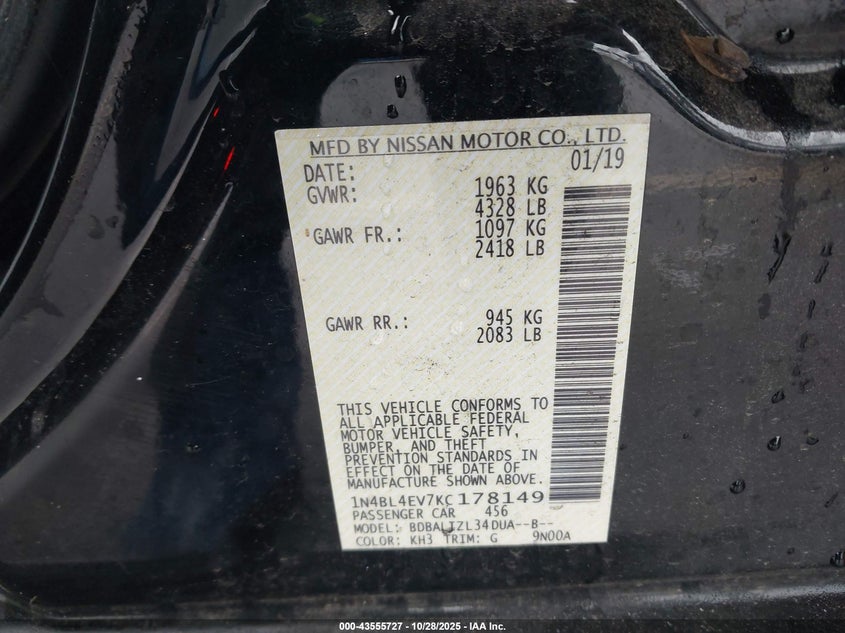 MFD BY NISSAN MOTOR CO., LTD.
DATE: 01/19
GVWR: 1963 KG
4328 LB
GAWR FR.: 1097 KG
2418 LB
GAWR RR.: 945 KG
2083 LB
THIS VEHICLE CONFORMS TO
ALL APPLICABLE FEDERAL
MOTOR VEHICLE SAFETY,
BUMPER, AND THEFT
PREVENTION STANDARDS IN
EFFECT ON THE DATE OF
MANUFACTURE SHOWN ABOVE.
1N4BL4EV7KC178149
PASSENGER CAR 456
MODEL: BDBALIZL34DUA--B--
COLOR: KH3 TRIM: G 9N00A
000-43555727 • 10/28/2025 • IAA Inc.